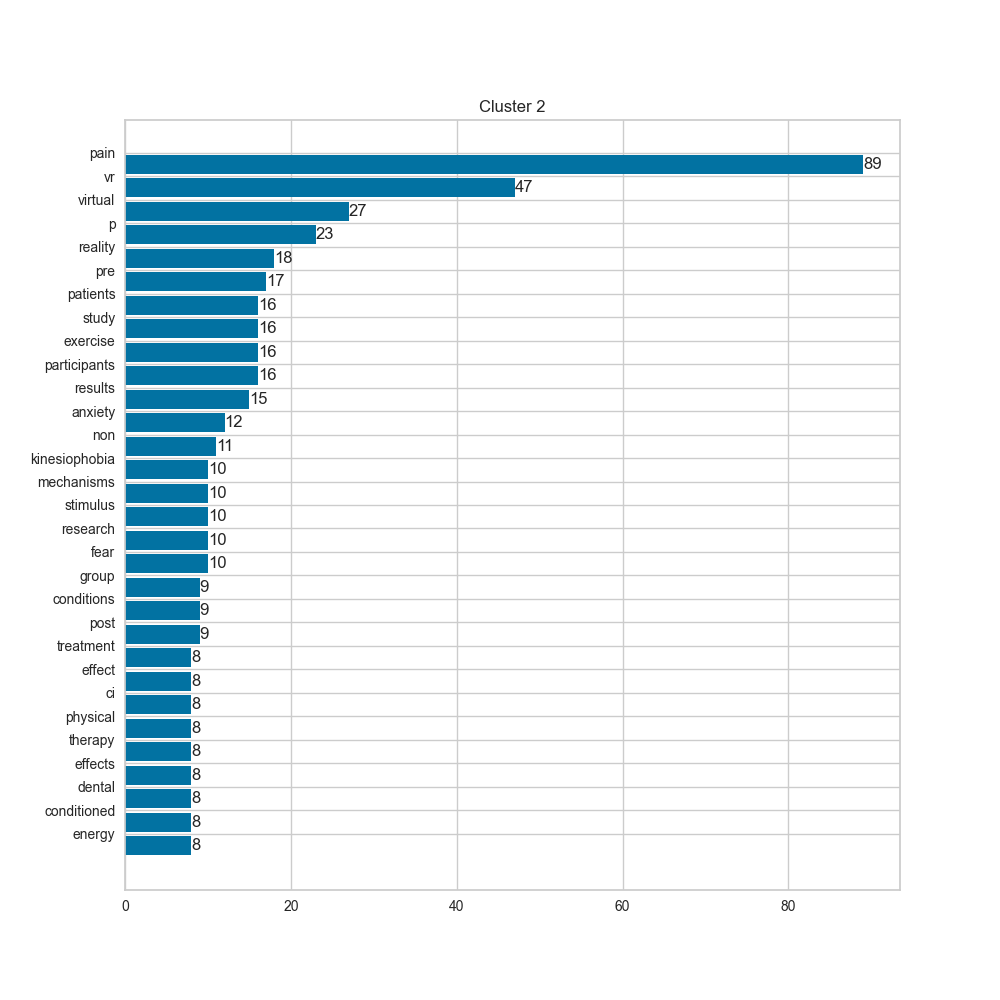 Cluster 2
pain 89
vr 47
virtual 27
p 23
reality 18
pre 17
patients 16
study 16
exercise 16
participants 16
results 15
anxiety 12
non 11
kinesiophobia 10
mechanisms 10
stimulus 10
research 10
fear 10
group 9
conditions 9
post 9
treatment 8
effect 8
ci 8
physical 8
therapy 8
effects 8
dental 8
conditioned 8
energy 8
0 20 40 60 80